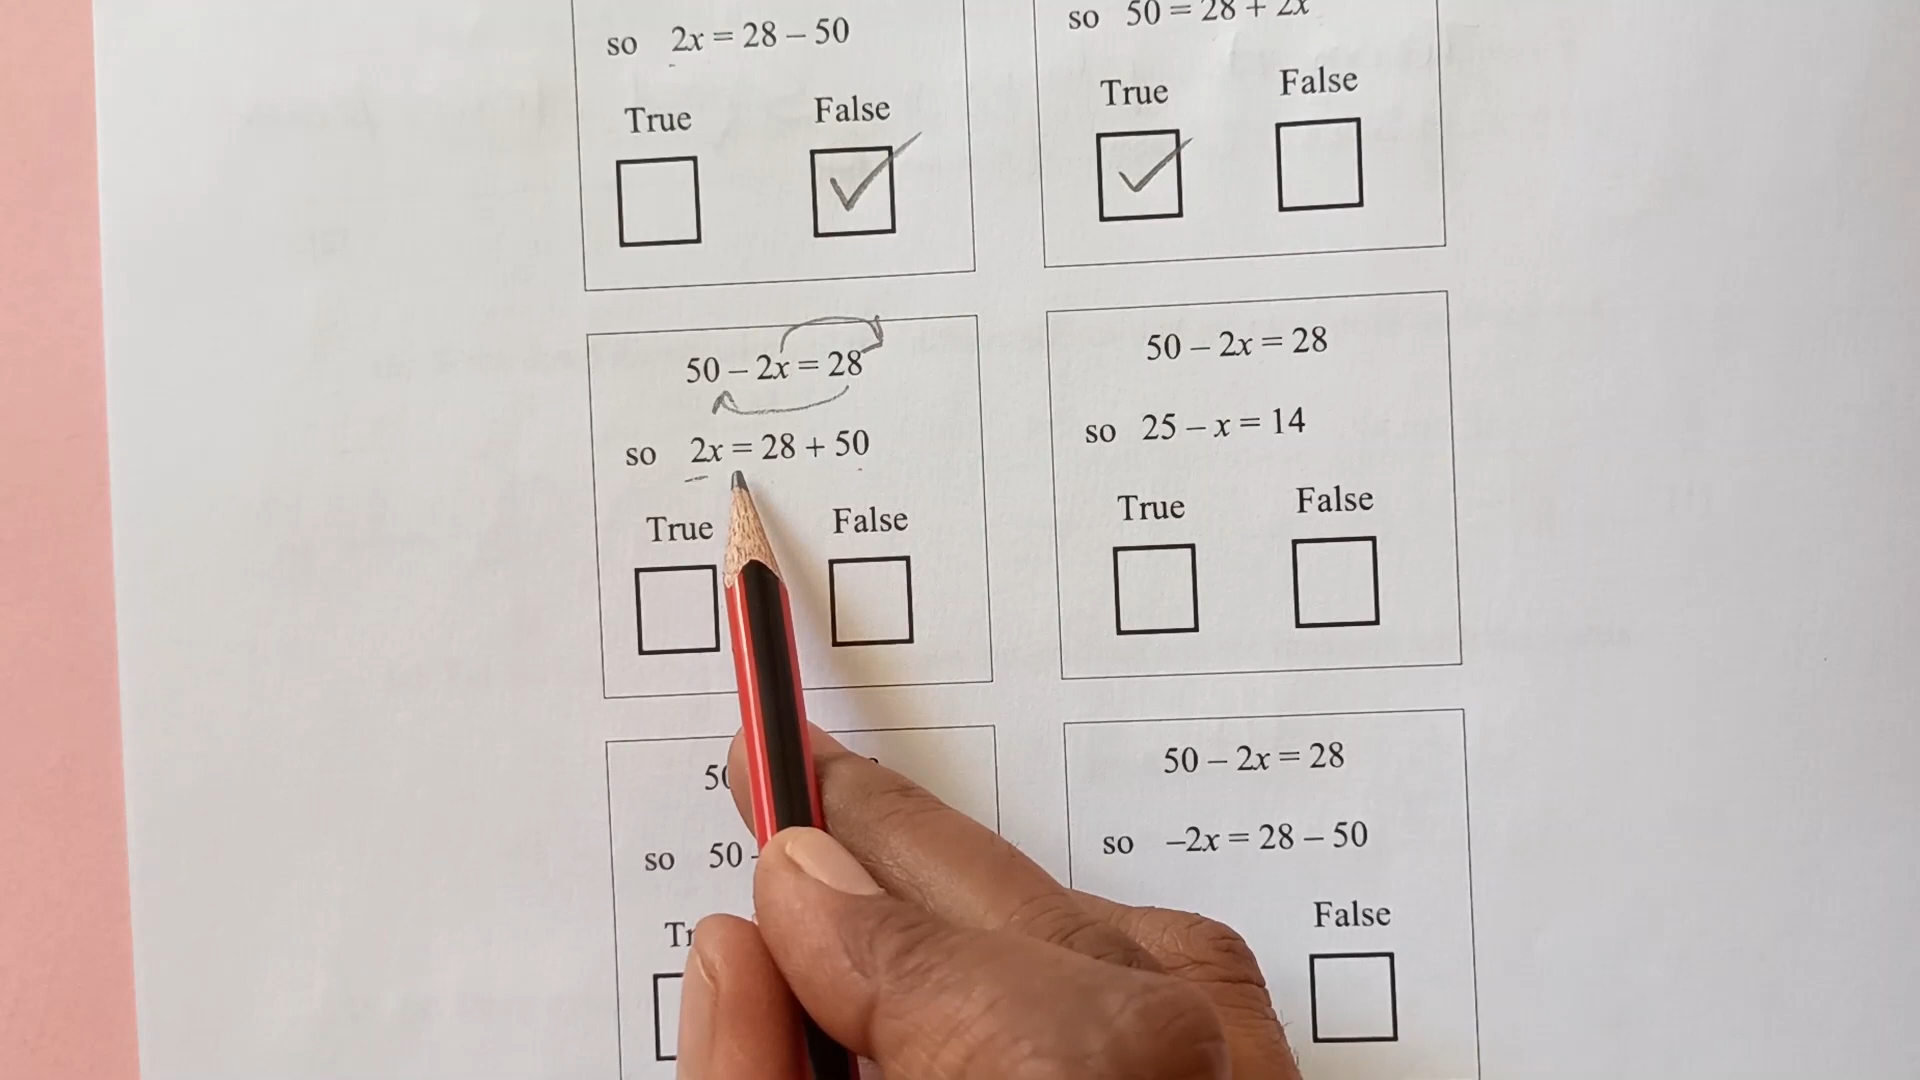 so 2x = 28 – 50
True False
so 50 = 28 + 2x
True False
50 – 2x = 28
so 2x = 28 + 50
True False
50 – 2x = 28
so 25 – x = 14
True False
so 50
50 – 2x = 28
so –2x = 28 – 50
False